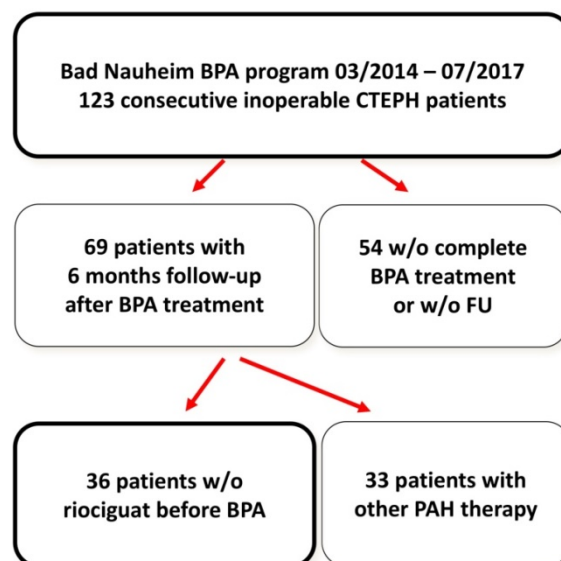 Bad Nauheim BPA program 03/2014 – 07/2017
123 consecutive inoperable CTEPH patients
69 patients with
6 months follow-up
after BPA treatment
54 w/o complete
BPA treatment
or w/o FU
36 patients w/o
riociguat before BPA
33 patients with
other PAH therapy